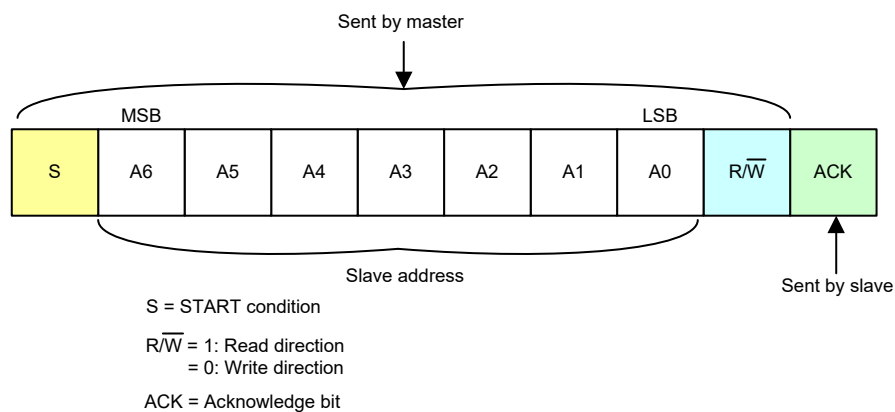 Sent by master
MSB
LSB
S
A6
A5
A4
A3
A2
A1
A0
R/W̅
ACK
Slave address
Sent by slave
S = START condition
R/W̅ = 1: Read direction
= 0: Write direction
ACK = Acknowledge bit